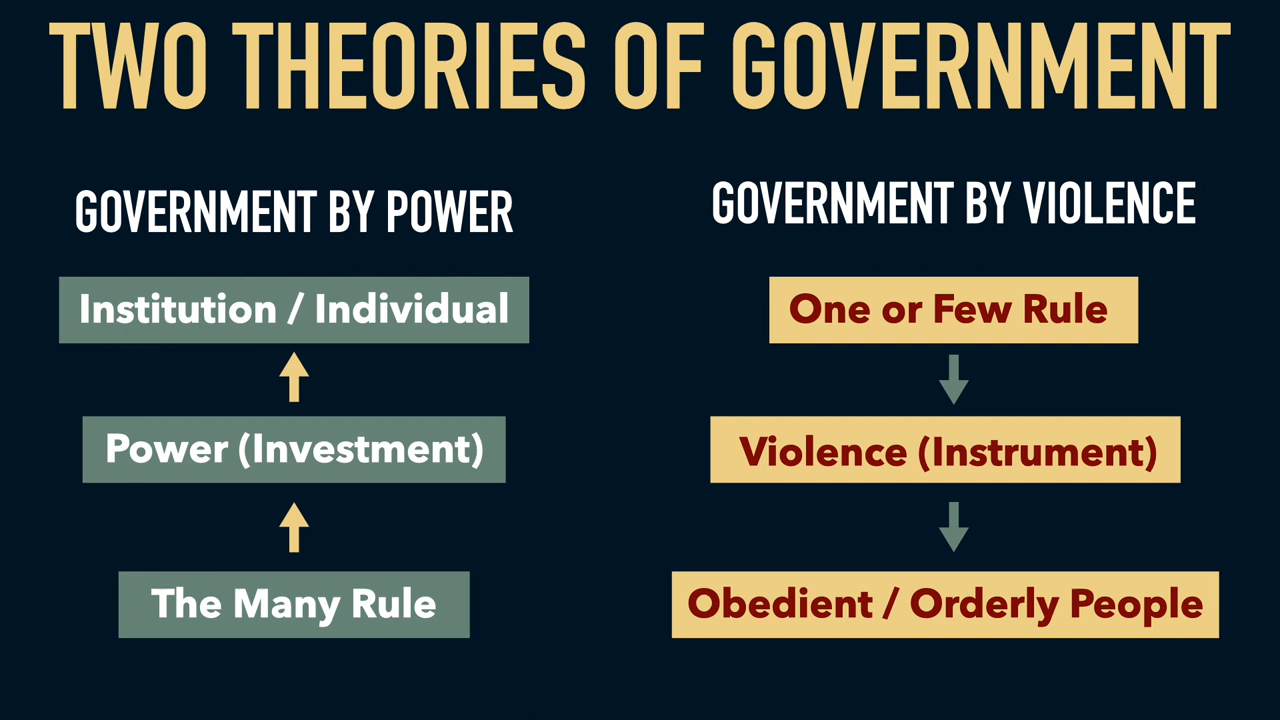 TWO THEORIES OF GOVERNMENT
GOVERNMENT BY POWER
Institution / Individual
Power (Investment)
The Many Rule
GOVERNMENT BY VIOLENCE
One or Few Rule
Violence (Instrument)
Obedient / Orderly People